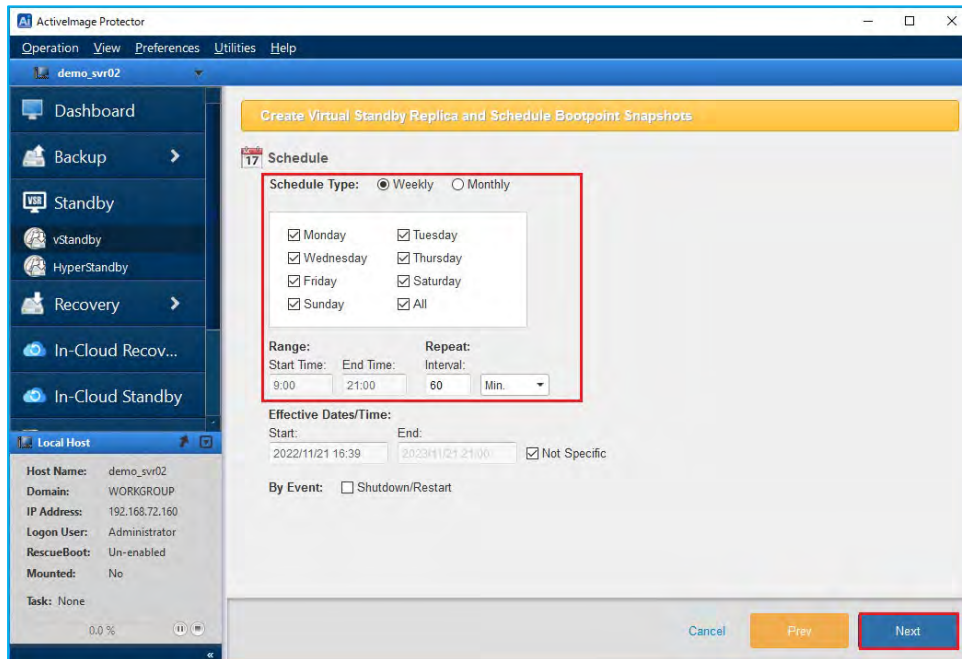 Ai ActiveImage Protector
Operation View Preferences Utilities Help
demo_svr02
Dashboard
Backup
VSR Standby
vStandby
HyperStandby
Recovery
In-Cloud Recov...
In-Cloud Standby
Local Host
Host Name: demo_svr02
Domain: WORKGROUP
IP Address: 192.168.72.160
Logon User: Administrator
RescueBoot: Un-enabled
Mounted: No
Task: None
0.0 %
«
Create Virtual Standby Replica and Schedule Bootpoint Snapshots
17 Schedule
Schedule Type: Weekly Monthly
Monday Tuesday
Wednesday Thursday
Friday Saturday
Sunday All
Range: Repeat:
Start Time: End Time: Interval:
9:00 21:00 60 Min.
Effective Dates/Time:
Start: End:
2022/11/21 16:39 2023/11/21 21:00 Not Specific
By Event: Shutdown/Restart
Cancel Prev Next